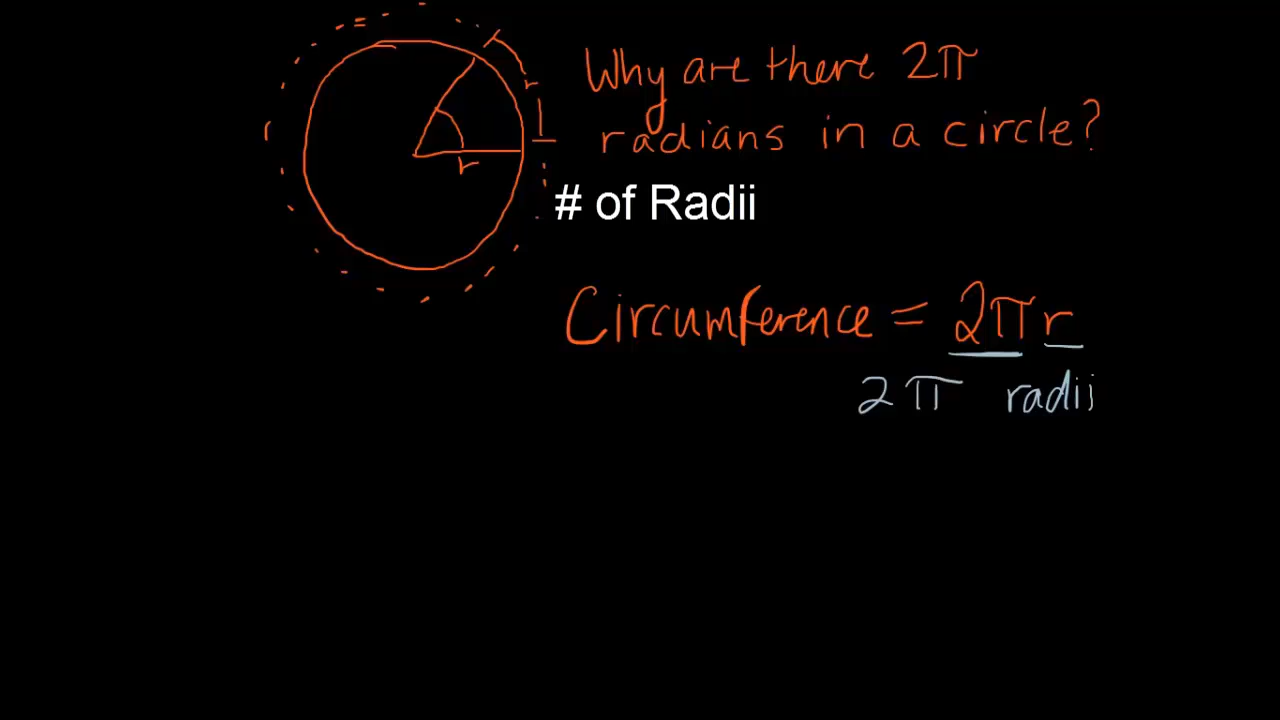 r
r
Why are there 2π
radians in a circle?
# of Radii
Circumference = 2πr
2π radii